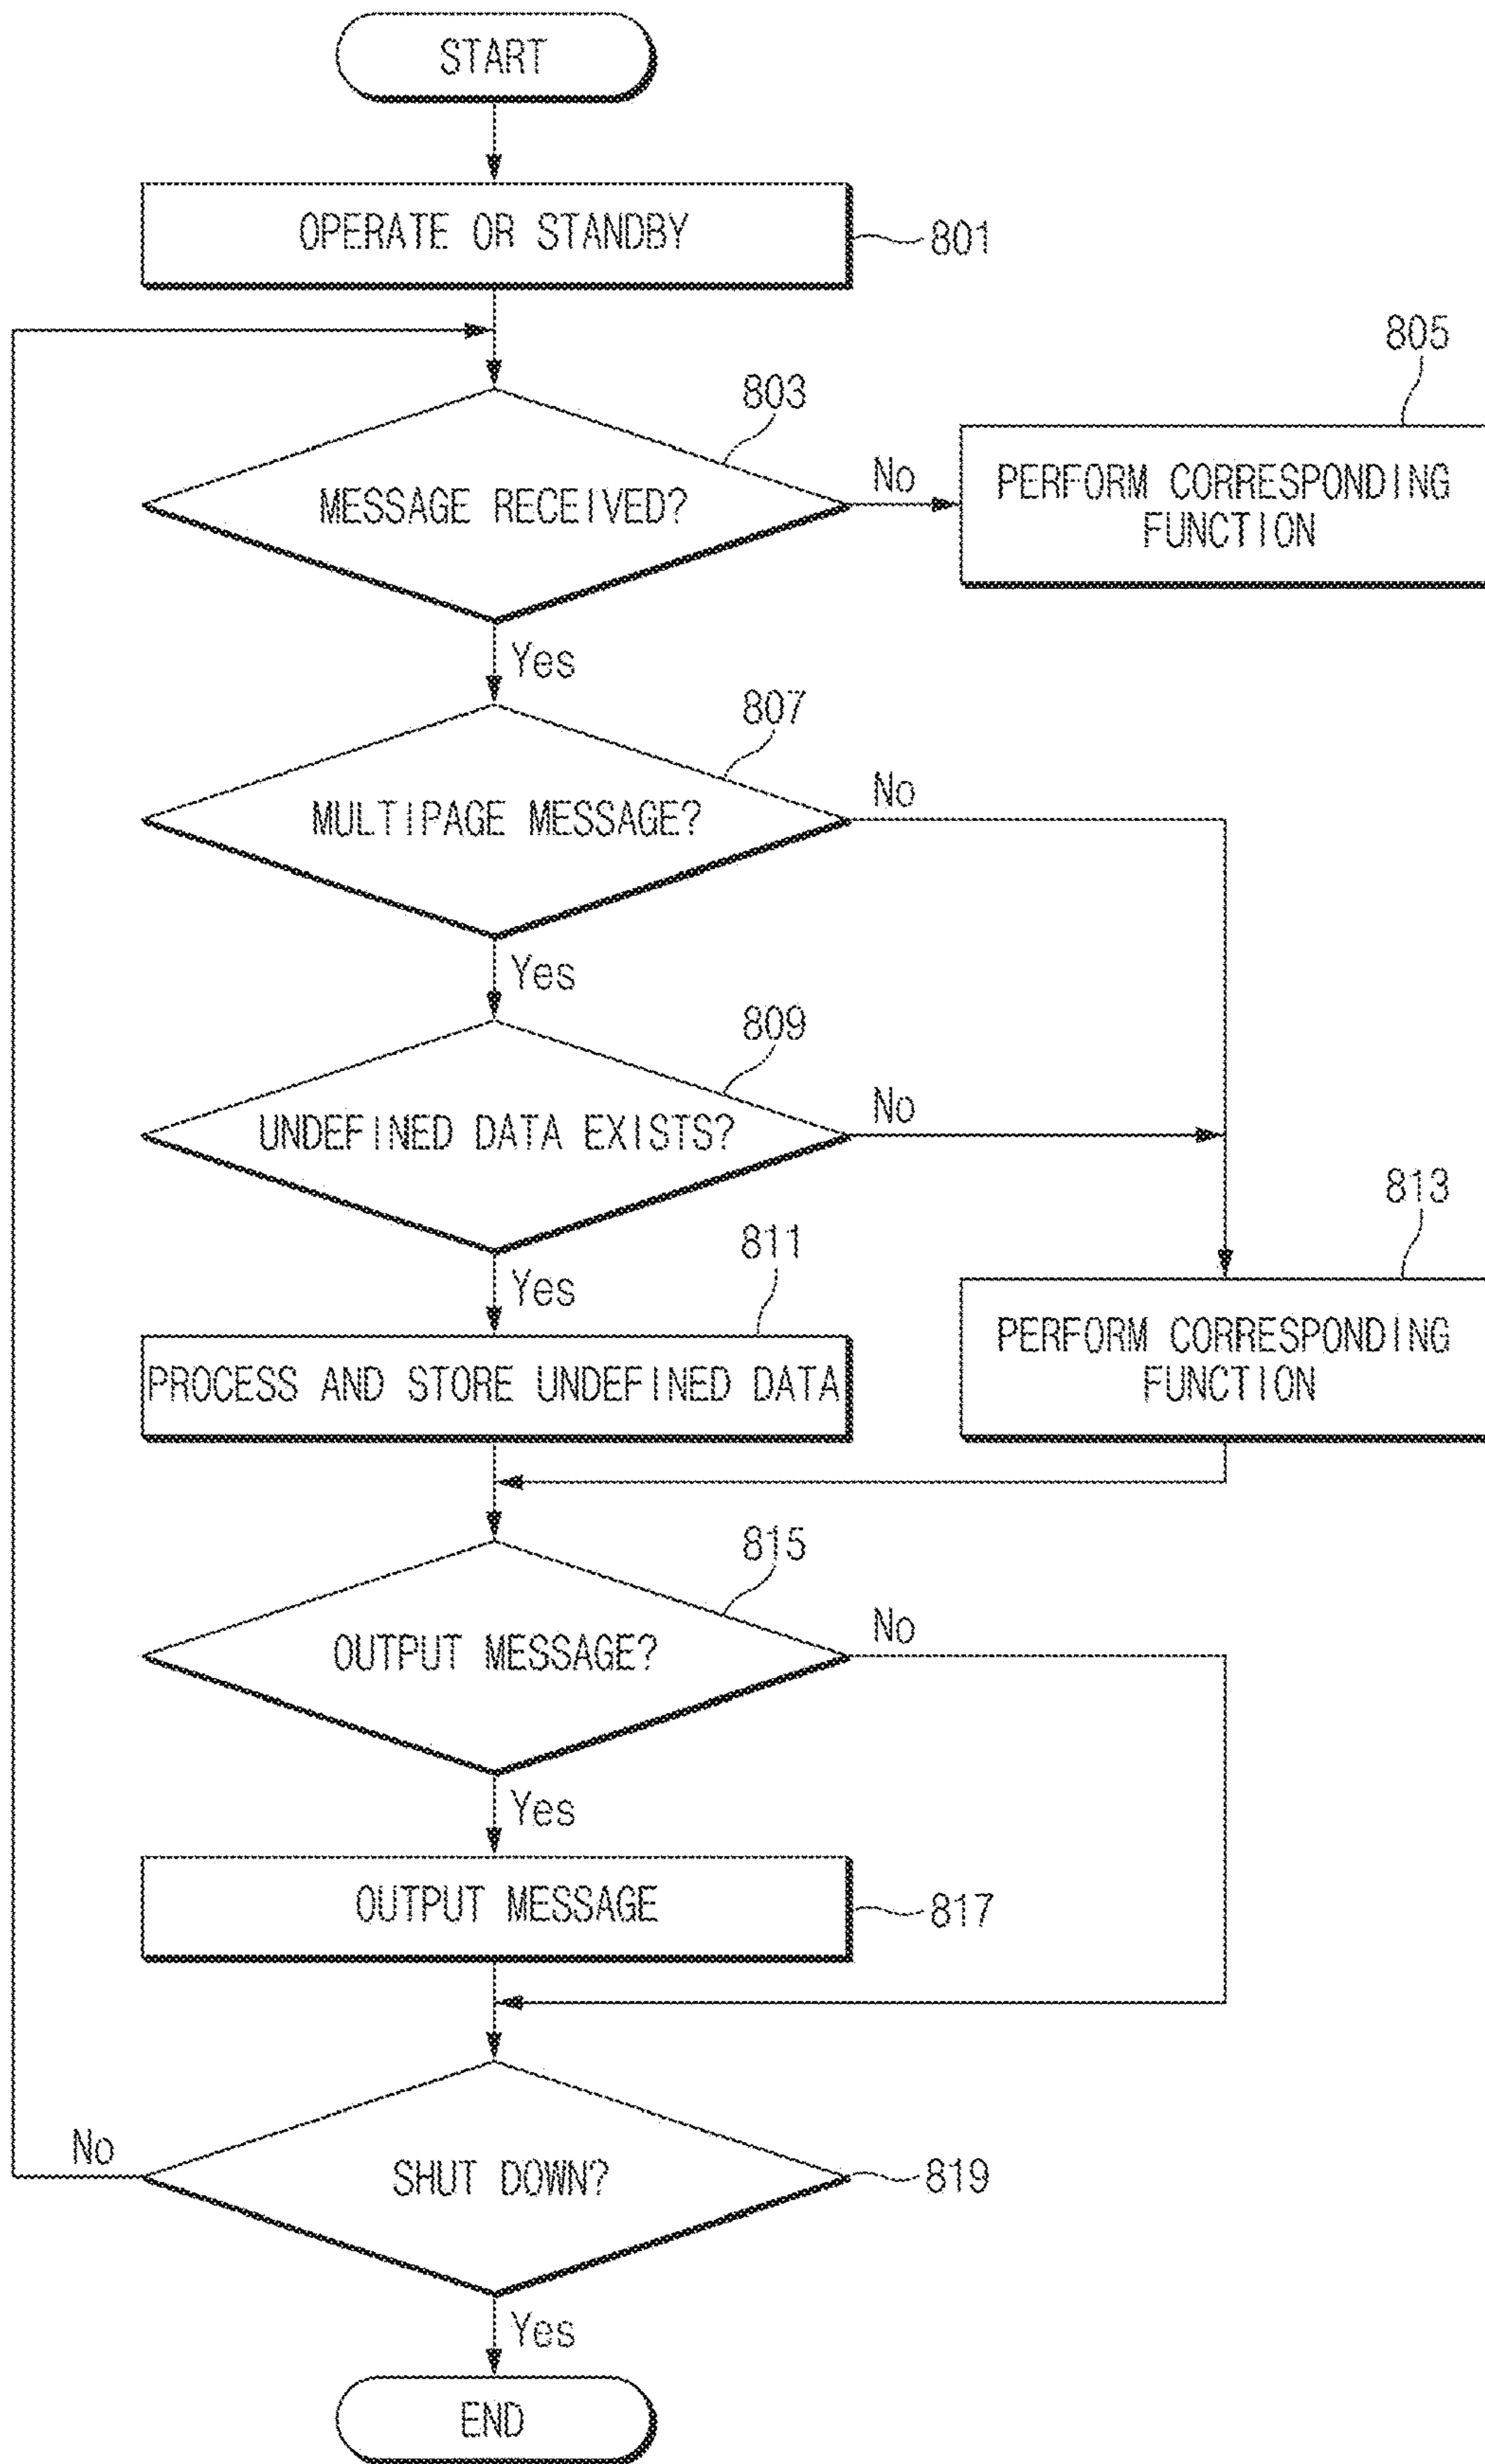 START
OPERATE OR STANDBY
801
803
805
MESSAGE RECEIVED?
No
PERFORM CORRESPONDING
FUNCTION
Yes
807
MULTIPAGE MESSAGE?
No
Yes
809
UNDEFINED DATA EXISTS?
No
Yes
811
PROCESS AND STORE UNDEFINED DATA
813
PERFORM CORRESPONDING
FUNCTION
815
OUTPUT MESSAGE?
No
Yes
OUTPUT MESSAGE
817
SHUT DOWN?
No
819
Yes
END